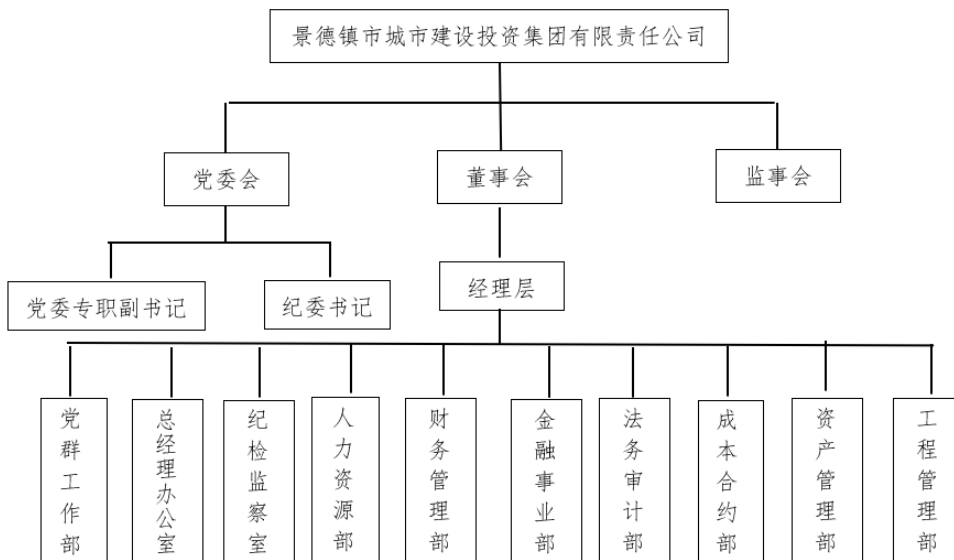 景德镇市城市建设投资集团有限责任公司
党委会
董事会
监事会
党委专职副书记
纪委书记
经理层
党群工作部
总经理办公室
纪检监察室
人力资源部
财务管理部
金融事业部
法务审计部
成本合约部
资产管理部
工程管理部